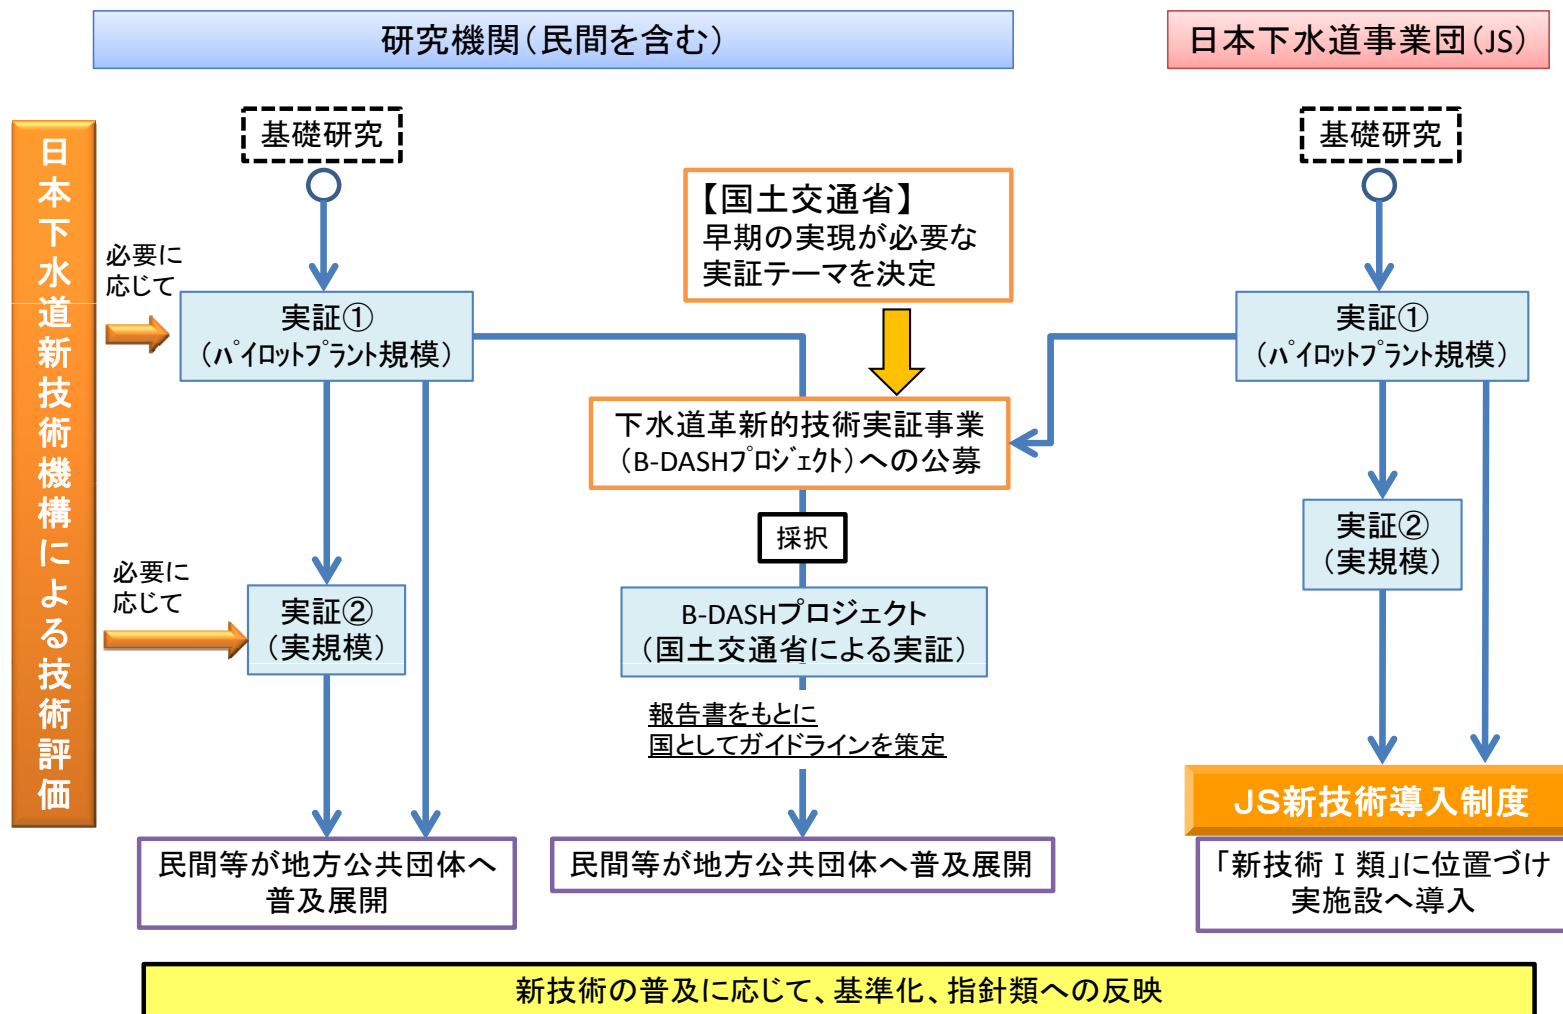 研究機関（民間を含む）
日本下水道事業団（JS）
日本下水道新技術機構による技術評価
基礎研究
必要に
応じて
実証①
（ﾊﾟｲﾛｯﾄﾌﾟﾗﾝﾄ規模）
必要に
応じて
実証②
（実規模）
民間等が地方公共団体へ
普及展開
【国土交通省】
早期の実現が必要な
実証テーマを決定
下水道革新的技術実証事業
（B-DASHﾌﾟﾛｼﾞｪｸﾄ）への公募
採択
B-DASHプロジェクト
（国土交通省による実証）
報告書をもとに
国としてガイドラインを策定
民間等が地方公共団体へ普及展開
基礎研究
実証①
（ﾊﾟｲﾛｯﾄﾌﾟﾗﾝﾄ規模）
実証②
（実規模）
ＪＳ新技術導入制度
「新技術Ⅰ類」に位置づけ
実施設へ導入
新技術の普及に応じて、基準化、指針類への反映